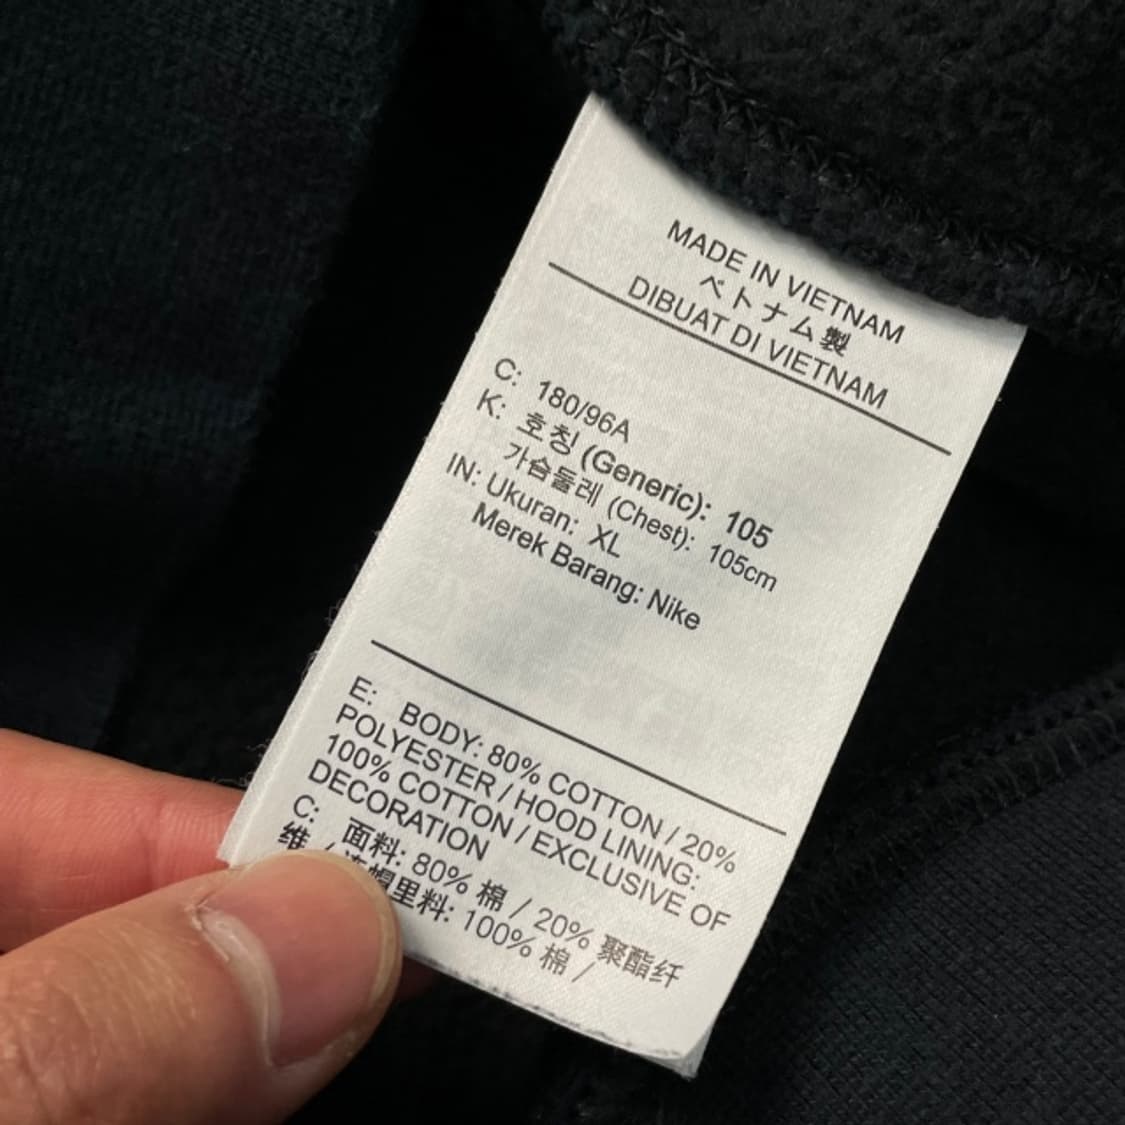 MADE IN VIETNAM
ベトナム製
DIBUAT DI VIETNAM
C: 180/96A
K: 호칭 (Generic): 105
가슴둘레 (Chest): 105cm
IN: Ukuran: XL
Merek Barang: Nike
E: BODY: 80% COTTON / 20%
POLYESTER / HOOD LINING:
100% COTTON / EXCLUSIVE OF
DECORATION
C: 面料: 80% 棉 / 20% 聚酯纤
维 / 连帽里料: 100% 棉 /